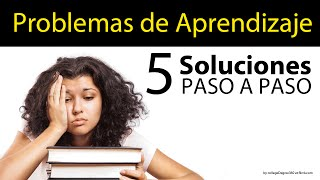 Problemas de Aprendizaje
5 Soluciones
PASO A PASO